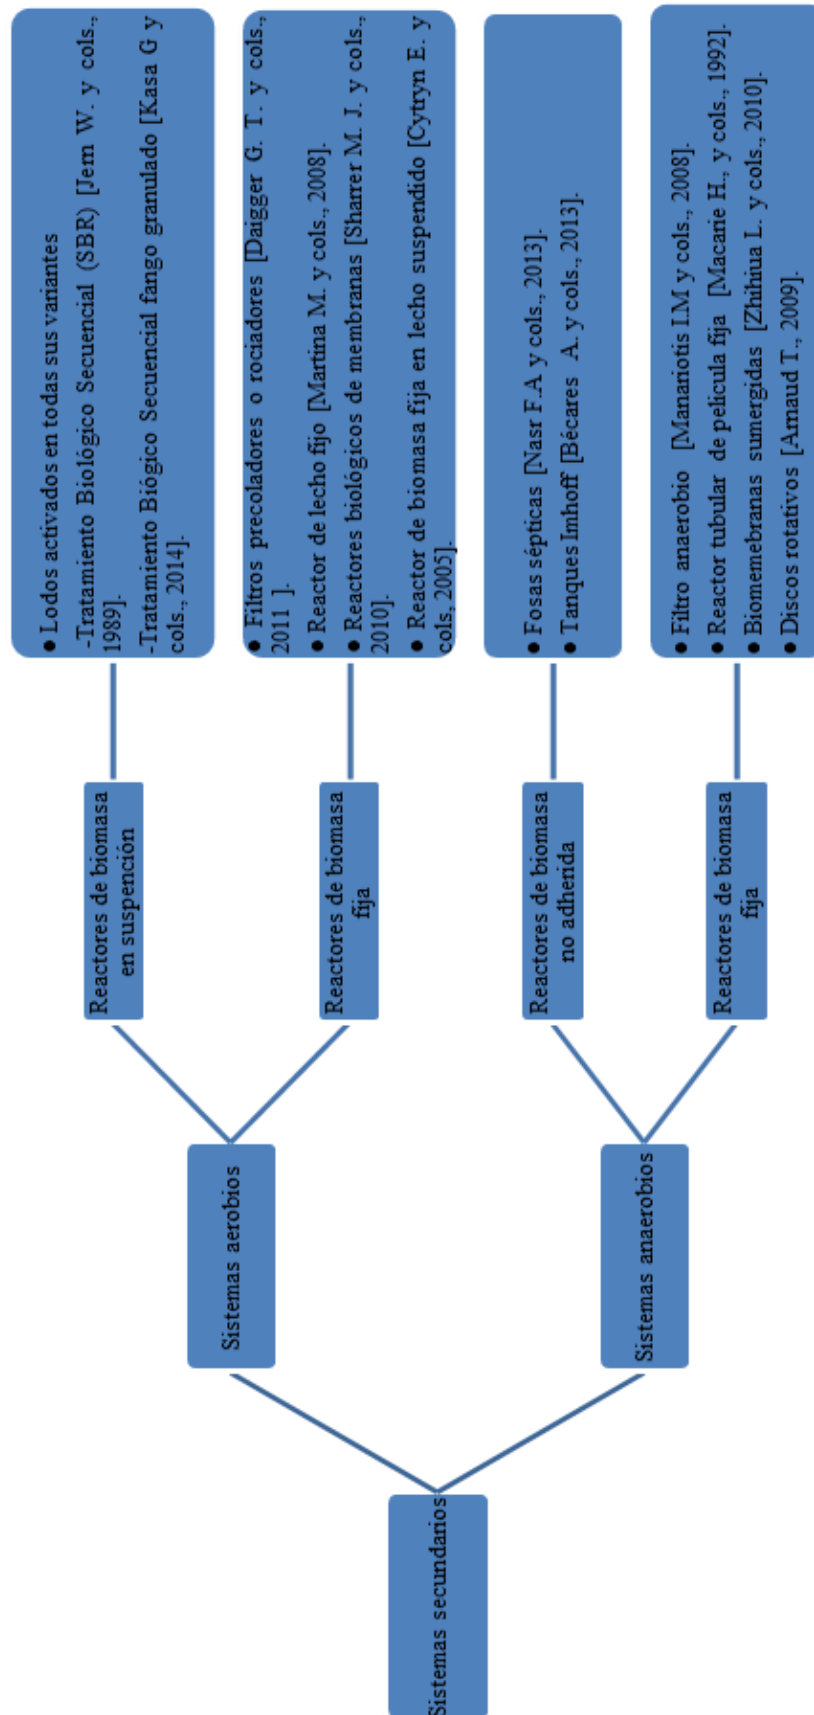 Sistemas secundarios
Sistemas aerobios
Reactores de biomasa
en suspención
● Lodos activados en todas sus variantes
-Tratamiento Biológico Secuencial (SBR) [Jern W. y cols.,
1989].
-Tratamiento Biógico Secuencial fango granulado [Kasa G y
cols., 2014].
Reactores de biomasa
fija
● Filtros precoladores o rociadores [Daigger G. T. y cols.,
2011 ].
● Reactor de lecho fijo [Martina M. y cols., 2008].
● Reactores biológicos de membranas [Sharrer M. J. y cols.,
2010].
● Reactor de biomasa fija en lecho suspendido [Cytryn E. y
cols, 2005].
Sistemas anaerobios
Reactores de biomasa
no adherida
● Fosas sépticas [Nasr F.A y cols., 2013].
● Tanques Imhoff [Bécares A. y cols., 2013].
Reactores de biomasa
fija
● Filtro anaerobio [Manariotis I.M y cols., 2008].
● Reactor tubular de pelicula fija [Macarie H., y cols., 1992].
● Biomemebranas sumergidas [Zhihiua L. y cols., 2010].
● Discos rotativos [Arnaud T., 2009].